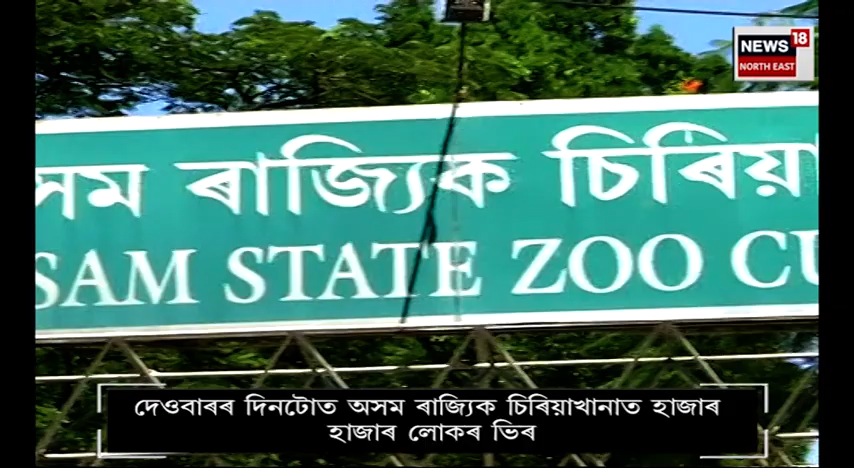 NEWS 18
NORTH EAST
সম ৰাজ্যিক চিৰিয়া
SAM STATE ZOO CU
দেওবাৰৰ দিনটোত অসম ৰাজ্যিক চিৰিয়াখানাত হাজাৰ
হাজাৰ লোকৰ ভিৰ